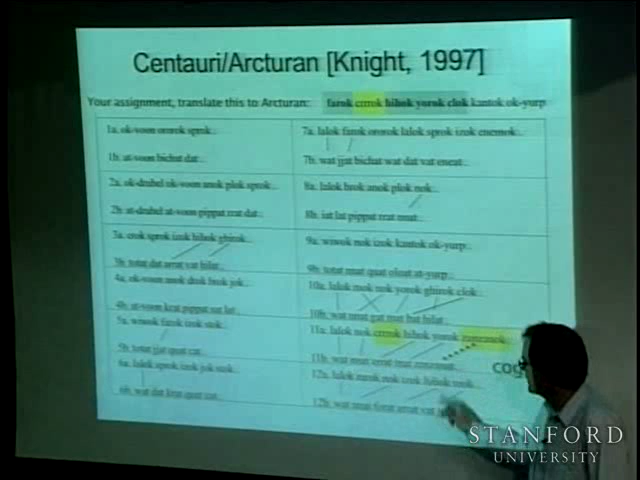 Centauri/Arcturan [Knight, 1997]
Your assignment, translate this to Arcturan: farok crrrok hihok yorok clok kantok ok-yurp
1a. ok-voon ororok sprok .
1b. at-voon bichat dat .
2a. ok-drubel ok-voon anok plok sprok .
2b. at-drubel at-voon pippat rrat dat .
3a. erok sprok izok hihok ghirok .
3b. totat dat arrat vat hilat .
4a. ok-voon anok drok brok jok .
4b. at-voon krat pippat sat lat .
5a. wiwok farok izok stok .
5b. totat jjat quat cat .
6a. lalok sprok izok jok stok .
6b. wat dat krat quat cat .
7a. lalok farok ororok lalok sprok izok enemok .
7b. wat jjat bichat wat dat vat eneat .
8a. lalok brok anok plok nok .
8b. iat lat pippat rrat nnat .
9a. wiwok nok izok kantok ok-yurp .
9b. totat nnat quat oloat at-yurp .
10a. lalok mok nok yorok ghirok clok .
10b. wat nnat gat mat bat hilat .
11a. lalok nok crrrok hihok yorok zanzanok .
11b. wat nnat arrat mat zanzanat .
12a. lalok rarok nok izok hihok mok .
12b. wat nnat forat arrat vat
cog
STANFORD
UNIVERSITY